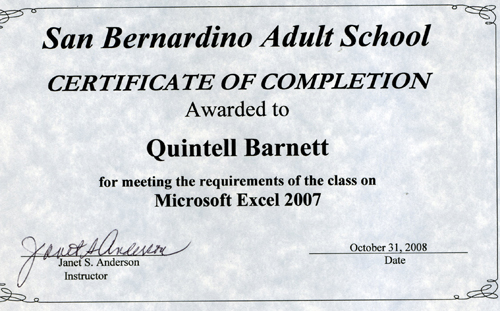 San Bernardino Adult School
CERTIFICATE OF COMPLETION
Awarded to
Quintell Barnett
for meeting the requirements of the class on
Microsoft Excel 2007
Janet S. Anderson
October 31, 2008
Janet S. Anderson
Date
Instructor